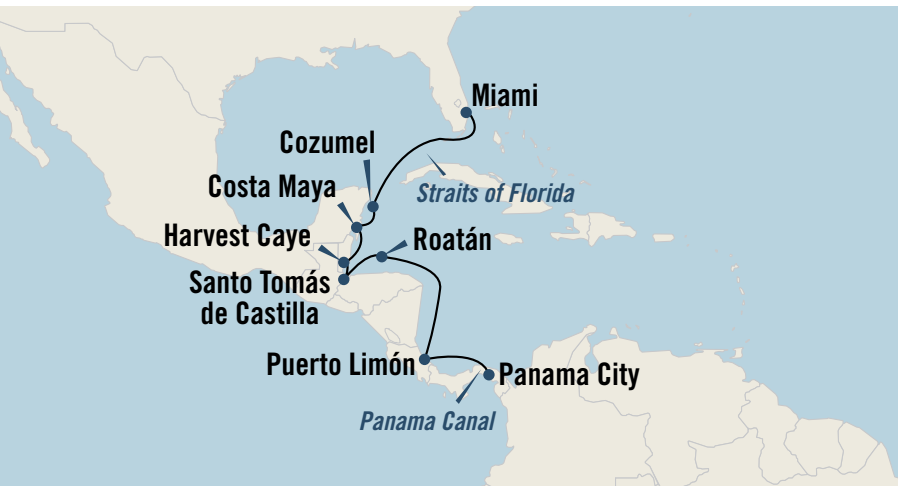 Miami
Cozumel
Costa Maya
Straits of Florida
Harvest Caye
Roatán
Santo Tomás
de Castilla
Puerto Limón
Panama City
Panama Canal